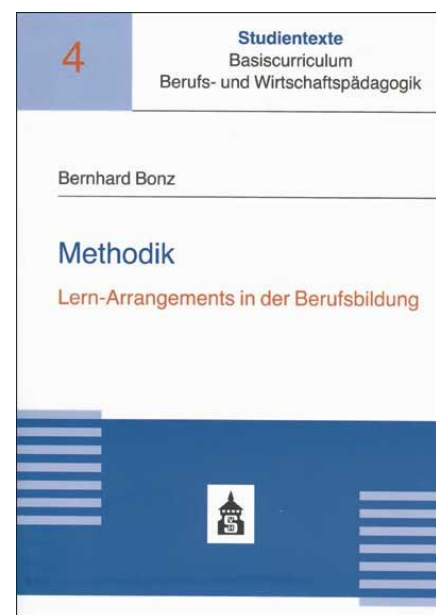 4
Studientexte
Basiscurriculum
Berufs- und Wirtschaftspädagogik
Bernhard Bonz
Methodik
Lern-Arrangements in der Berufsbildung